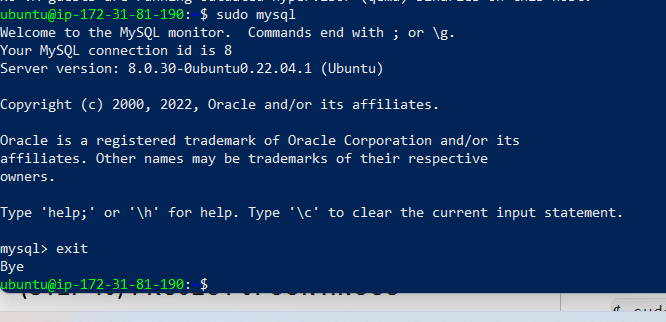 ubuntu@ip-172-31-81-190: $ sudo mysql
Welcome to the MySQL monitor.  Commands end with ; or \g.
Your MySQL connection id is 8
Server version: 8.0.30-0ubuntu0.22.04.1 (Ubuntu)
Copyright (c) 2000, 2022, Oracle and/or its affiliates.
Oracle is a registered trademark of Oracle Corporation and/or its
affiliates. Other names may be trademarks of their respective
owners.
Type 'help;' or '\h' for help. Type '\c' to clear the current input statement.
mysql> exit
Bye
ubuntu@ip-172-31-81-190: $